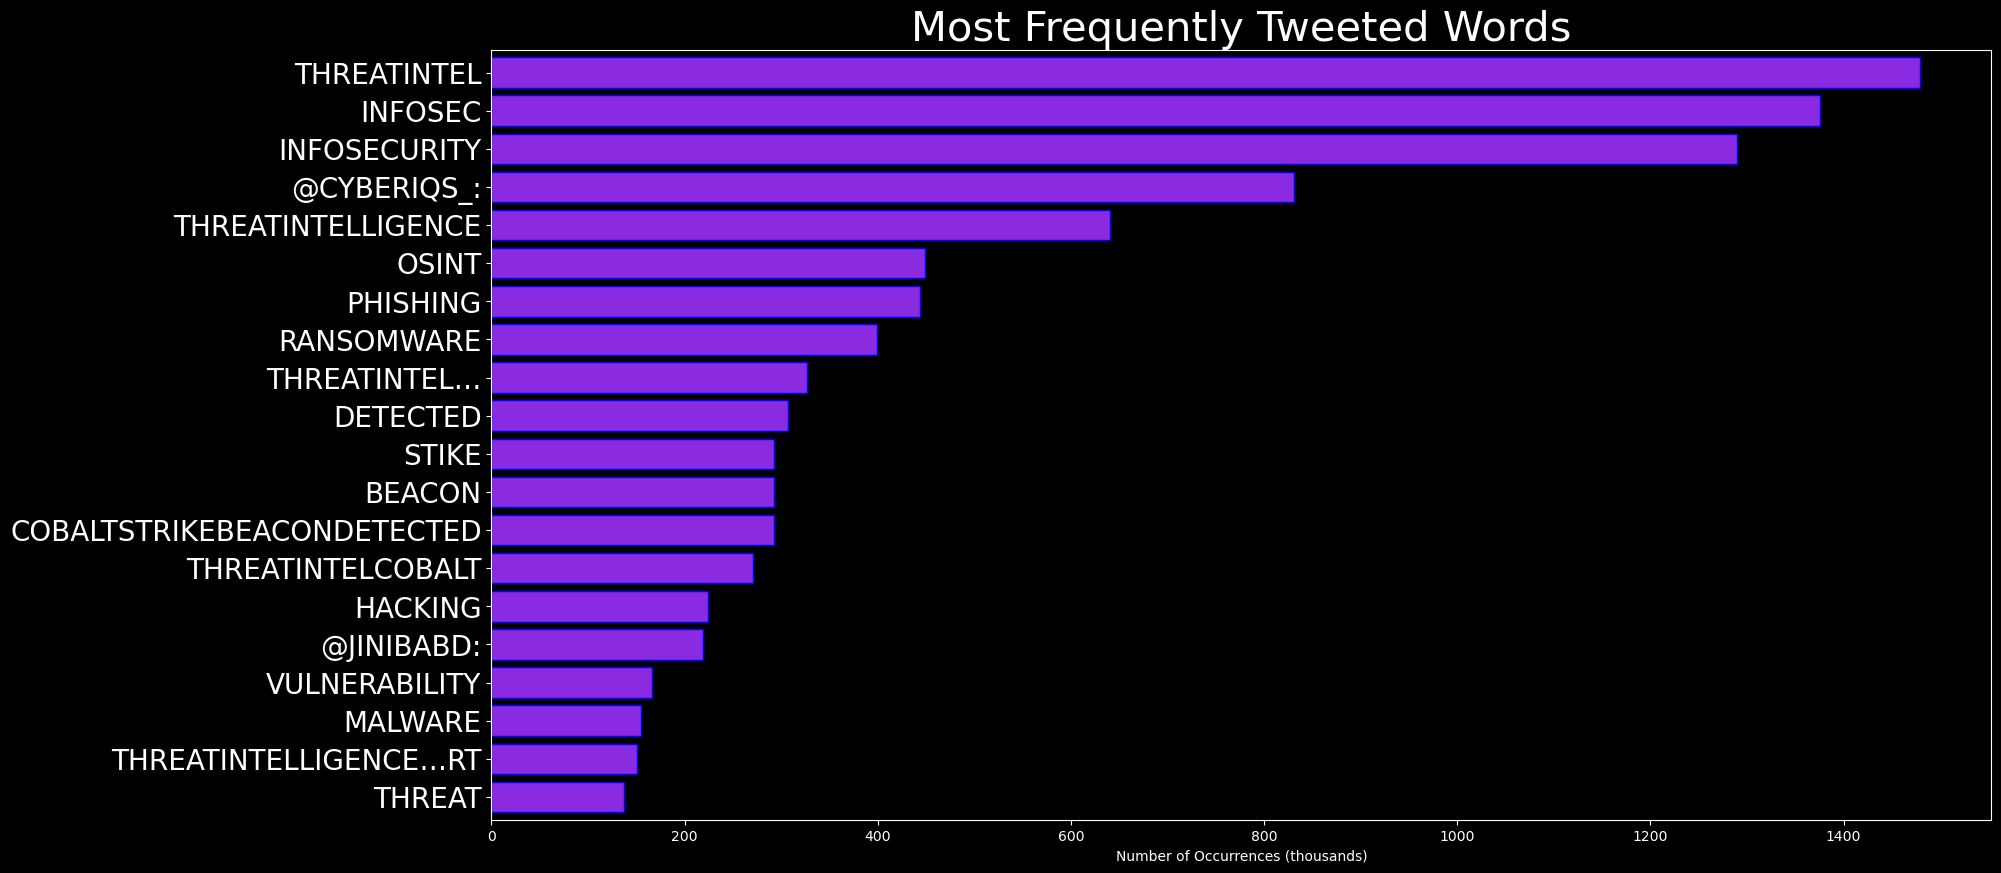 Most Frequently Tweeted Words
THREATINTEL
INFOSEC
INFOSECURITY
@CYBERIQS_:
THREATINTELLIGENCE
OSINT
PHISHING
RANSOMWARE
THREATINTEL…
DETECTED
STIKE
BEACON
COBALTSTRIKEBEACONDETECTED
THREATINTELCOBALT
HACKING
@JINIBABD:
VULNERABILITY
MALWARE
THREATINTELLIGENCE…RT
THREAT
0 200 400 600 800 1000 1200 1400
Number of Occurrences (thousands)